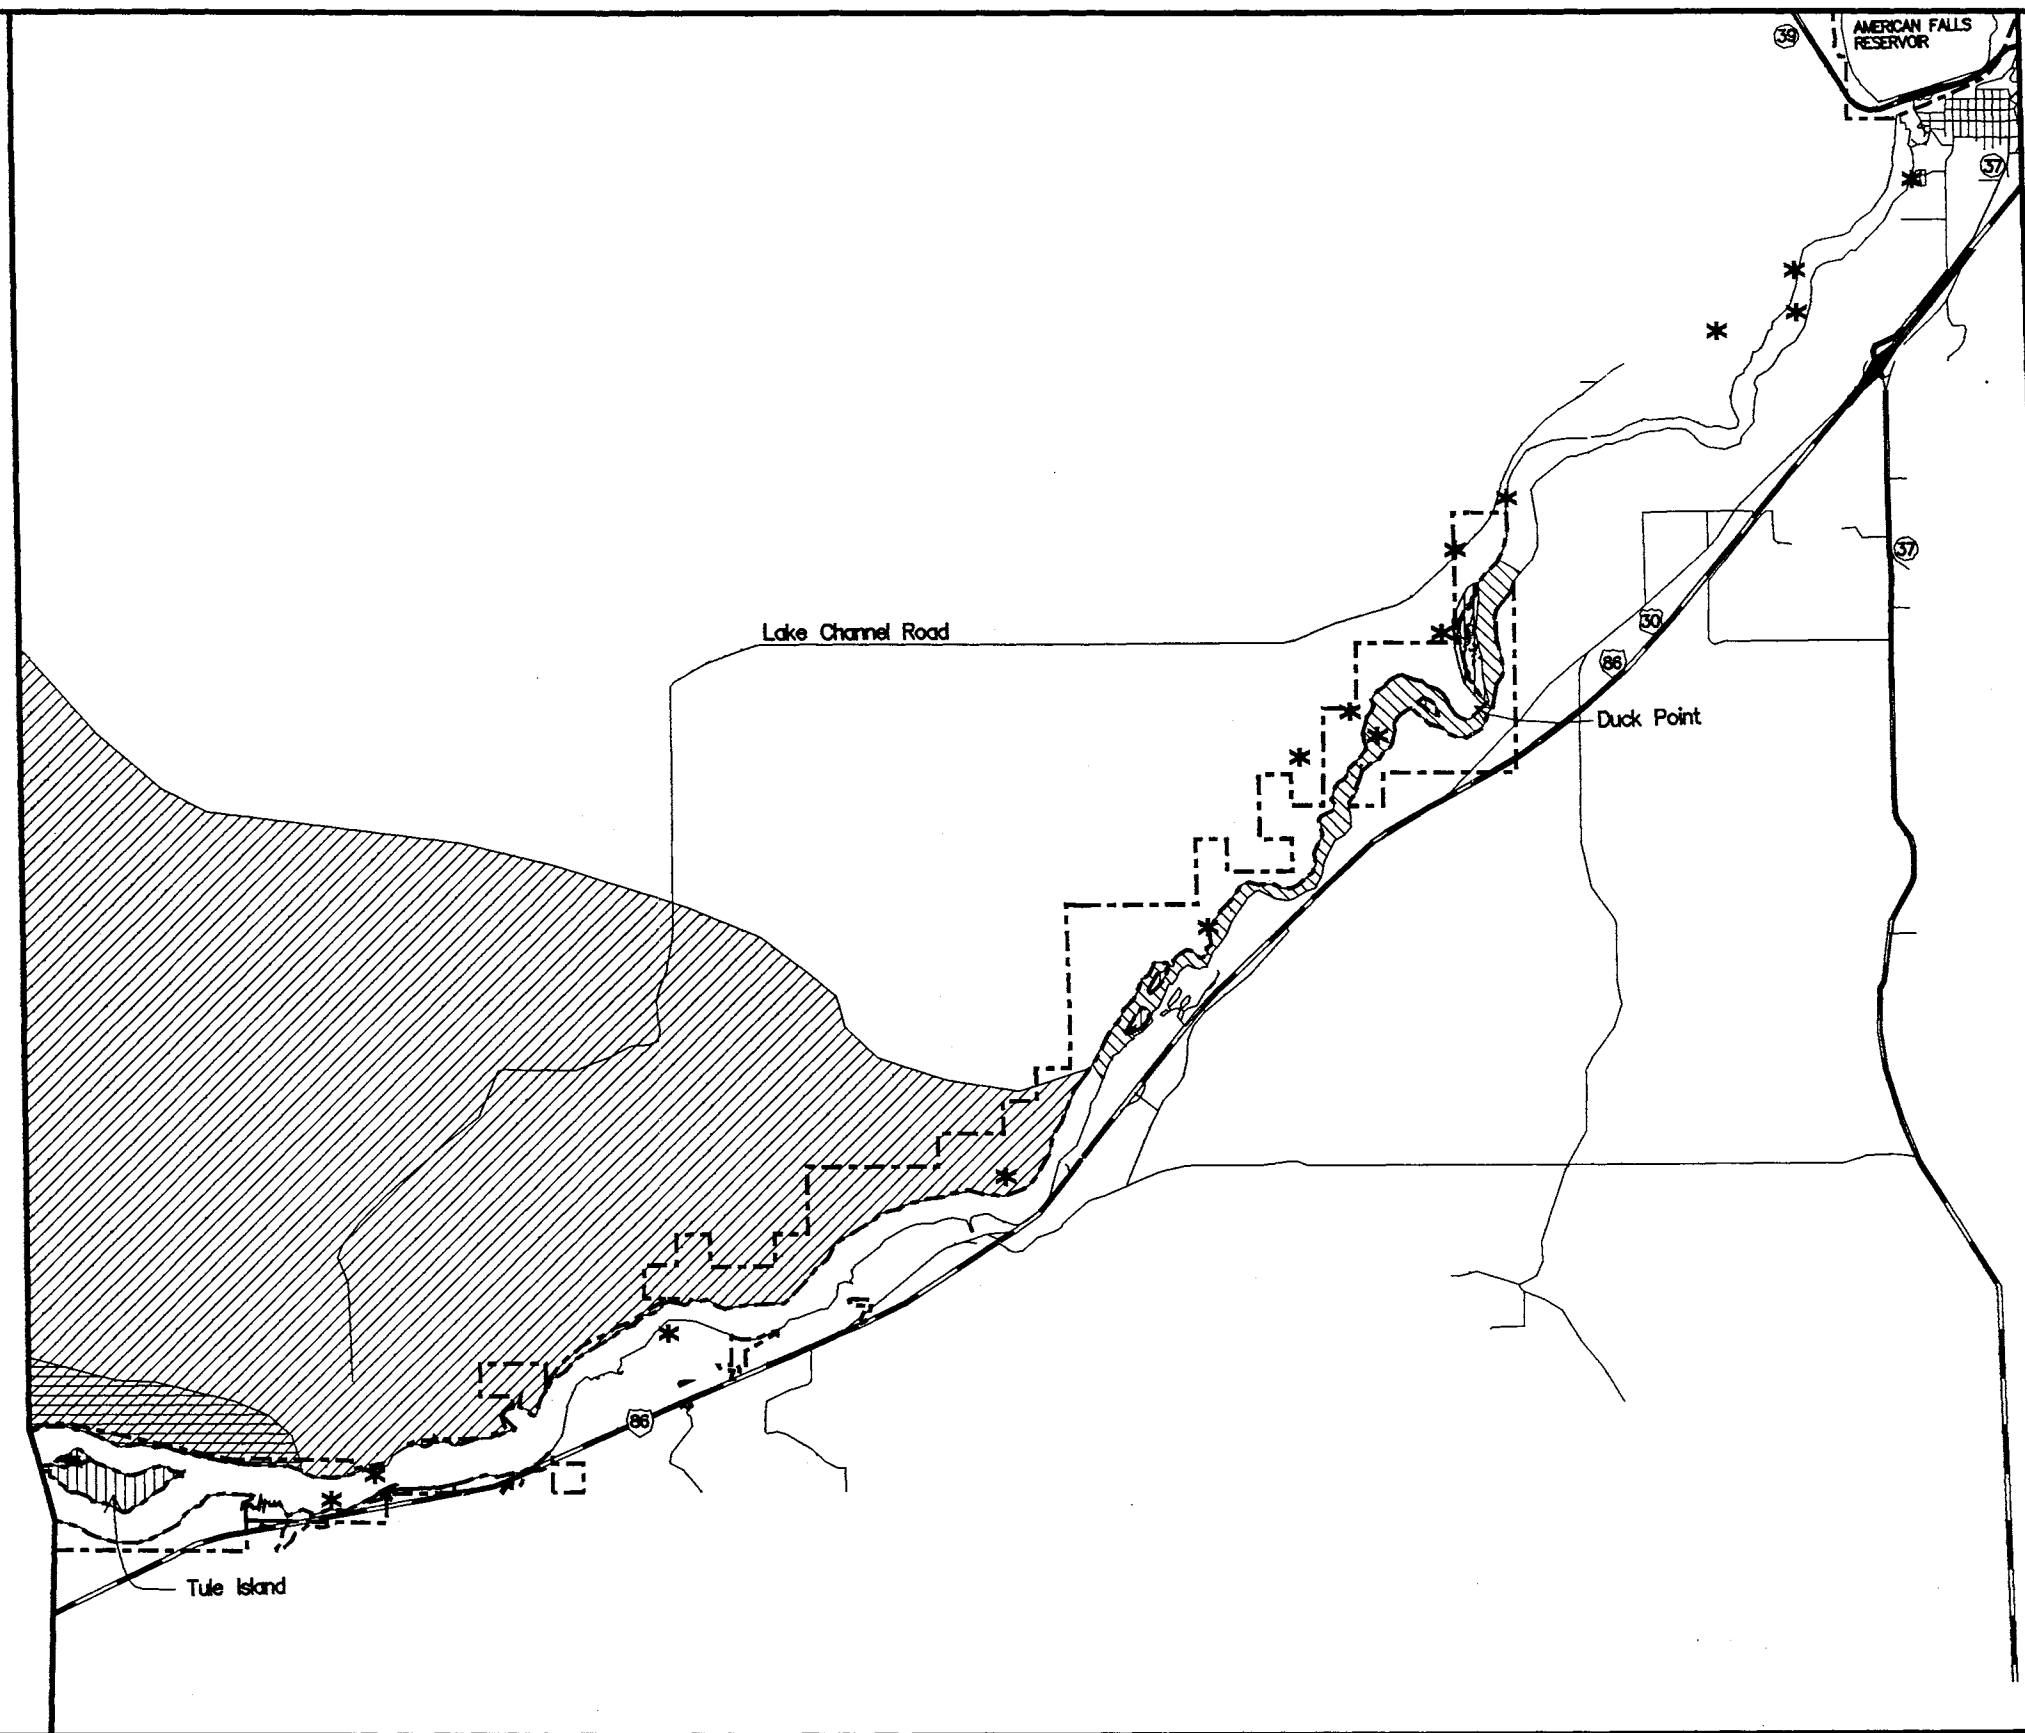 39
AMERICAN FALLS
RESERVOIR
37
37
Lake Channel Road
30
86
Duck Point
86
Tule Island